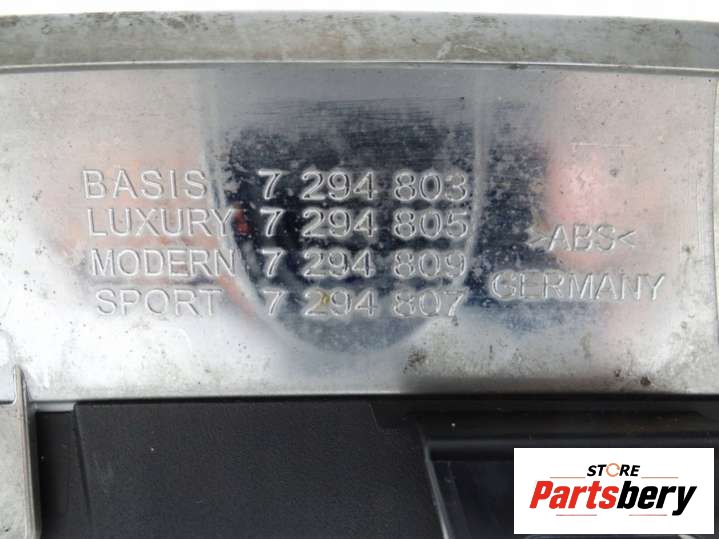 BASIS 7 294 803
LUXURY 7 294 805
MODERN 7 294 809
SPORT 7 294 807
>ABS<
GERMANY
STORE
Partsbery